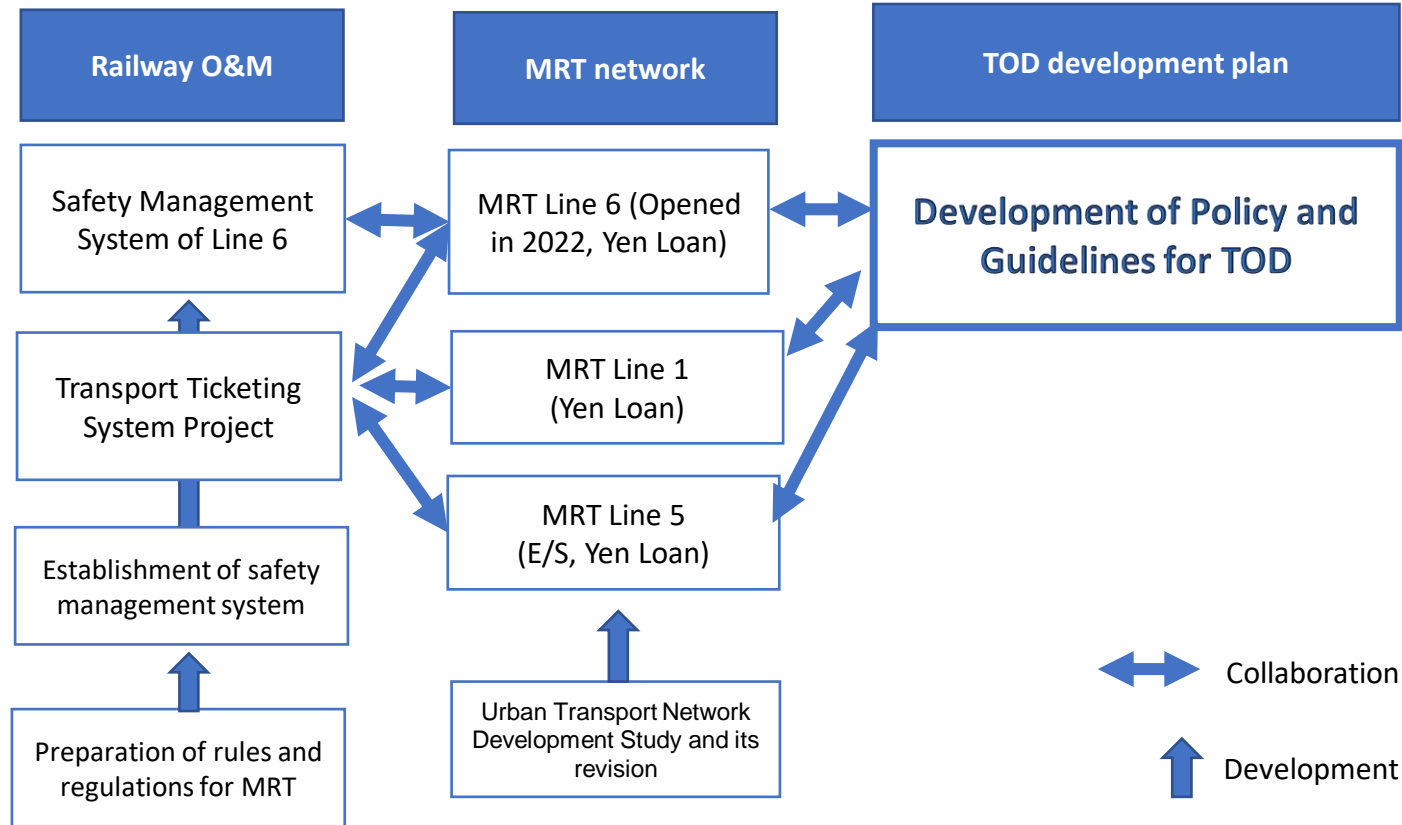 Railway O&M
MRT network
TOD development plan
Safety Management
System of Line 6
MRT Line 6 (Opened
in 2022, Yen Loan)
Development of Policy and
Guidelines for TOD
Transport Ticketing
System Project
MRT Line 1
(Yen Loan)
MRT Line 5
(E/S, Yen Loan)
Establishment of safety
management system
Preparation of rules and
regulations for MRT
Urban Transport Network
Development Study and its
revision
Collaboration
Development